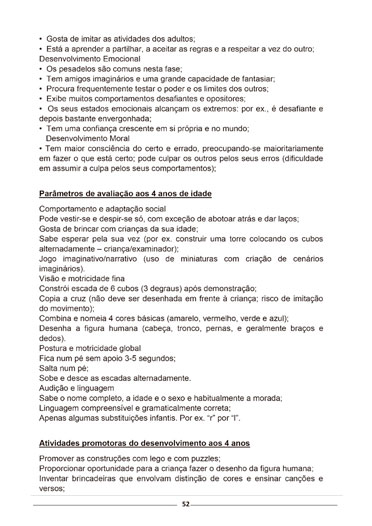 • Gosta de imitar as atividades dos adultos;
• Está a aprender a partilhar, a aceitar as regras e a respeitar a vez do outro;
Desenvolvimento Emocional
• Os pesadelos são comuns nesta fase;
• Tem amigos imaginários e uma grande capacidade de fantasiar;
• Procura frequentemente testar o poder e os limites dos outros;
• Exibe muitos comportamentos desafiantes e opositores;
• Os seus estados emocionais alcançam os extremos: por ex., é desafiante e
depois bastante envergonhada;
• Tem uma confiança crescente em si própria e no mundo;
Desenvolvimento Moral
• Tem maior consciência do certo e errado, preocupando-se maioritariamente
em fazer o que está certo; pode culpar os outros pelos seus erros (dificuldade
em assumir a culpa pelos seus comportamentos);
Parâmetros de avaliação aos 4 anos de idade
Comportamento e adaptação social
Pode vestir-se e despir-se só, com exceção de abotoar atrás e dar laços;
Gosta de brincar com crianças da sua idade;
Sabe esperar pela sua vez (por ex. construir uma torre colocando os cubos
alternadamente – criança/examinador);
Jogo imaginativo/narrativo (uso de miniaturas com criação de cenários
imaginários).
Visão e motricidade fina
Constrói escada de 6 cubos (3 degraus) após demonstração;
Copia a cruz (não deve ser desenhada em frente à criança; risco de imitação
do movimento);
Combina e nomeia 4 cores básicas (amarelo, vermelho, verde e azul);
Desenha a figura humana (cabeça, tronco, pernas, e geralmente braços e
dedos).
Postura e motricidade global
Fica num pé sem apoio 3-5 segundos;
Salta num pé;
Sobe e desce as escadas alternadamente.
Audição e linguagem
Sabe o nome completo, a idade e o sexo e habitualmente a morada;
Linguagem compreensível e gramaticalmente correta;
Apenas algumas substituições infantis. Por ex. “r” por “l”.
Atividades promotoras do desenvolvimento aos 4 anos
Promover as construções com lego e com puzzles;
Proporcionar oportunidade para a criança fazer o desenho da figura humana;
Inventar brincadeiras que envolvam distinção de cores e ensinar canções e
versos;
52